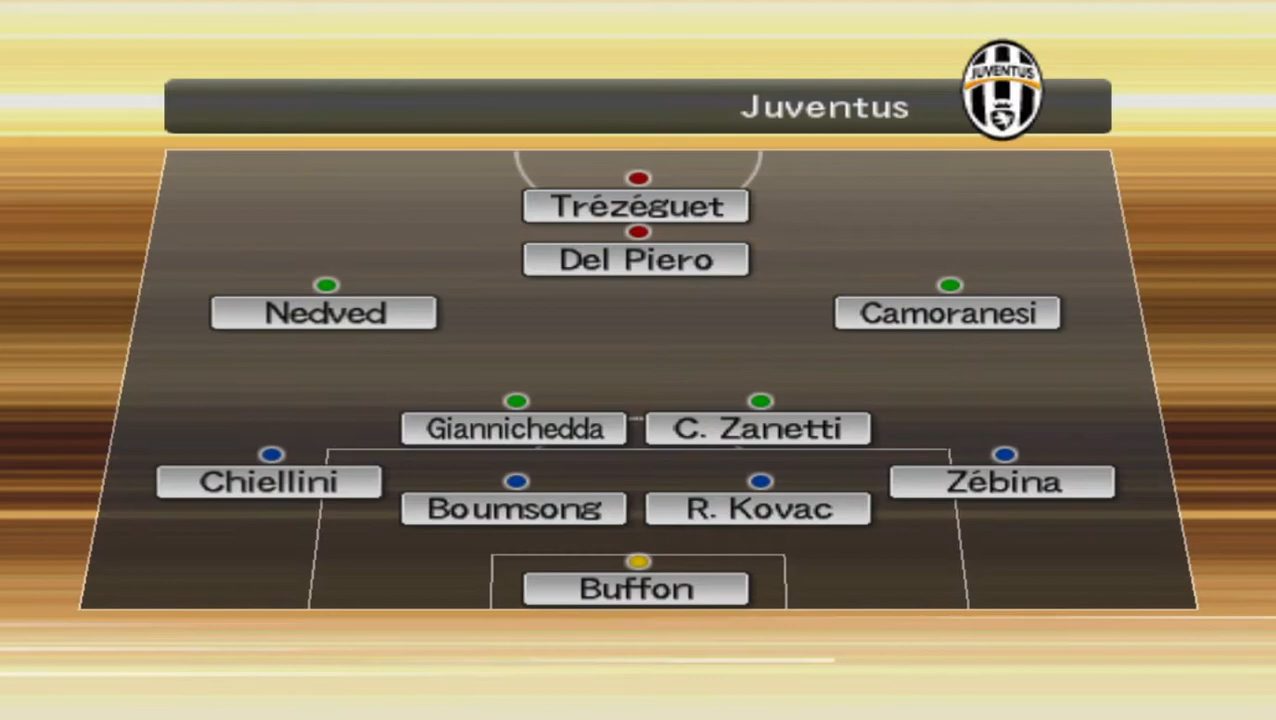 Juventus
JUVENTUS
Trézéguet
Del Piero
Nedved
Camoranesi
Giannichedda
C. Zanetti
Chiellini
Zébina
Boumsong
R. Kovac
Buffon